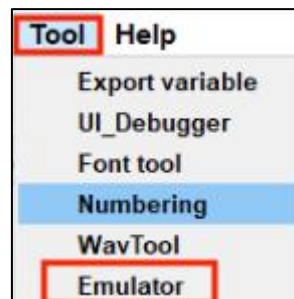 Tool Help
Export variable
UI_Debugger
Font tool
Numbering
WavTool
Emulator